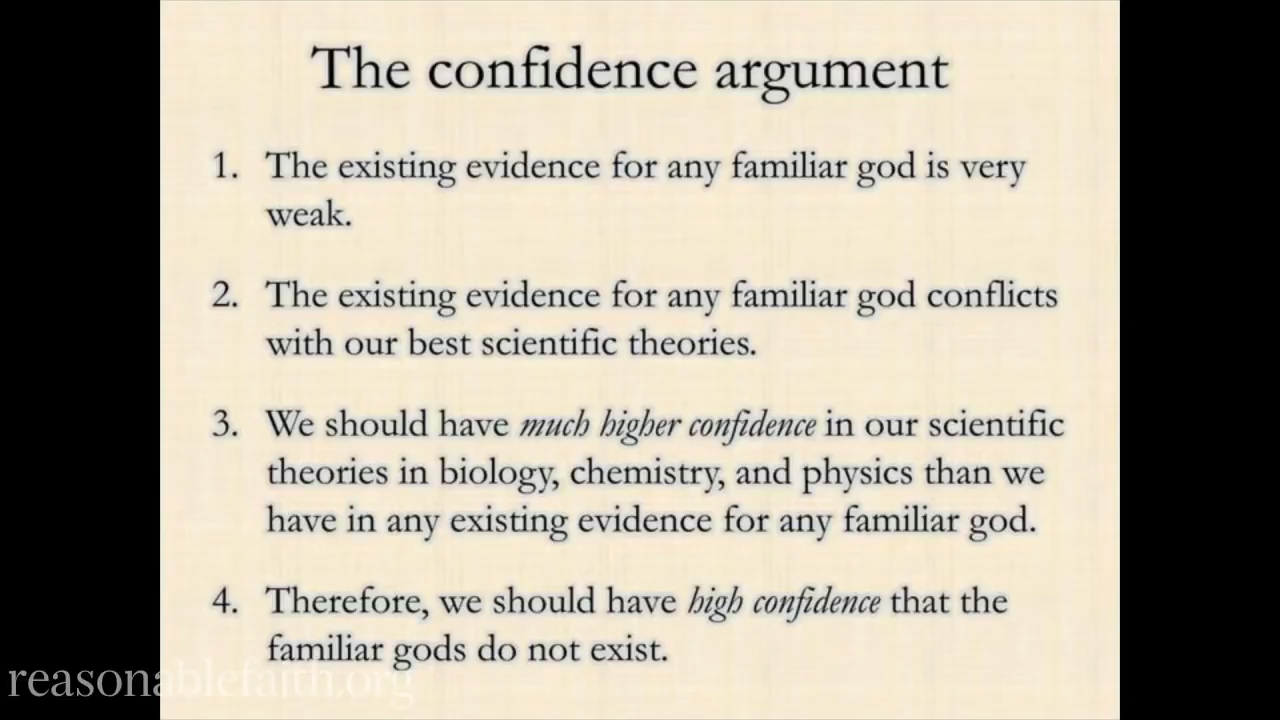 The confidence argument
1. The existing evidence for any familiar god is very
weak.
2. The existing evidence for any familiar god conflicts
with our best scientific theories.
3. We should have much higher confidence in our scientific
theories in biology, chemistry, and physics than we
have in any existing evidence for any familiar god.
4. Therefore, we should have high confidence that the
familiar gods do not exist.
reasonablefaith.org